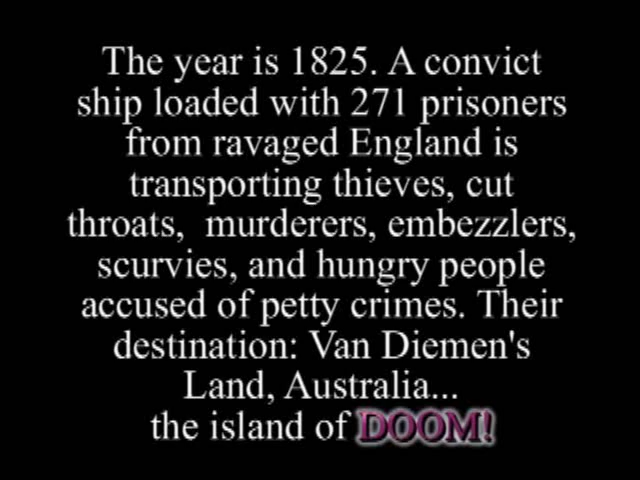 The year is 1825. A convict
ship loaded with 271 prisoners
from ravaged England is
transporting thieves, cut
throats,  murderers, embezzlers,
scurvies, and hungry people
accused of petty crimes. Their
destination: Van Diemen's
Land, Australia...
the island of DOOM!